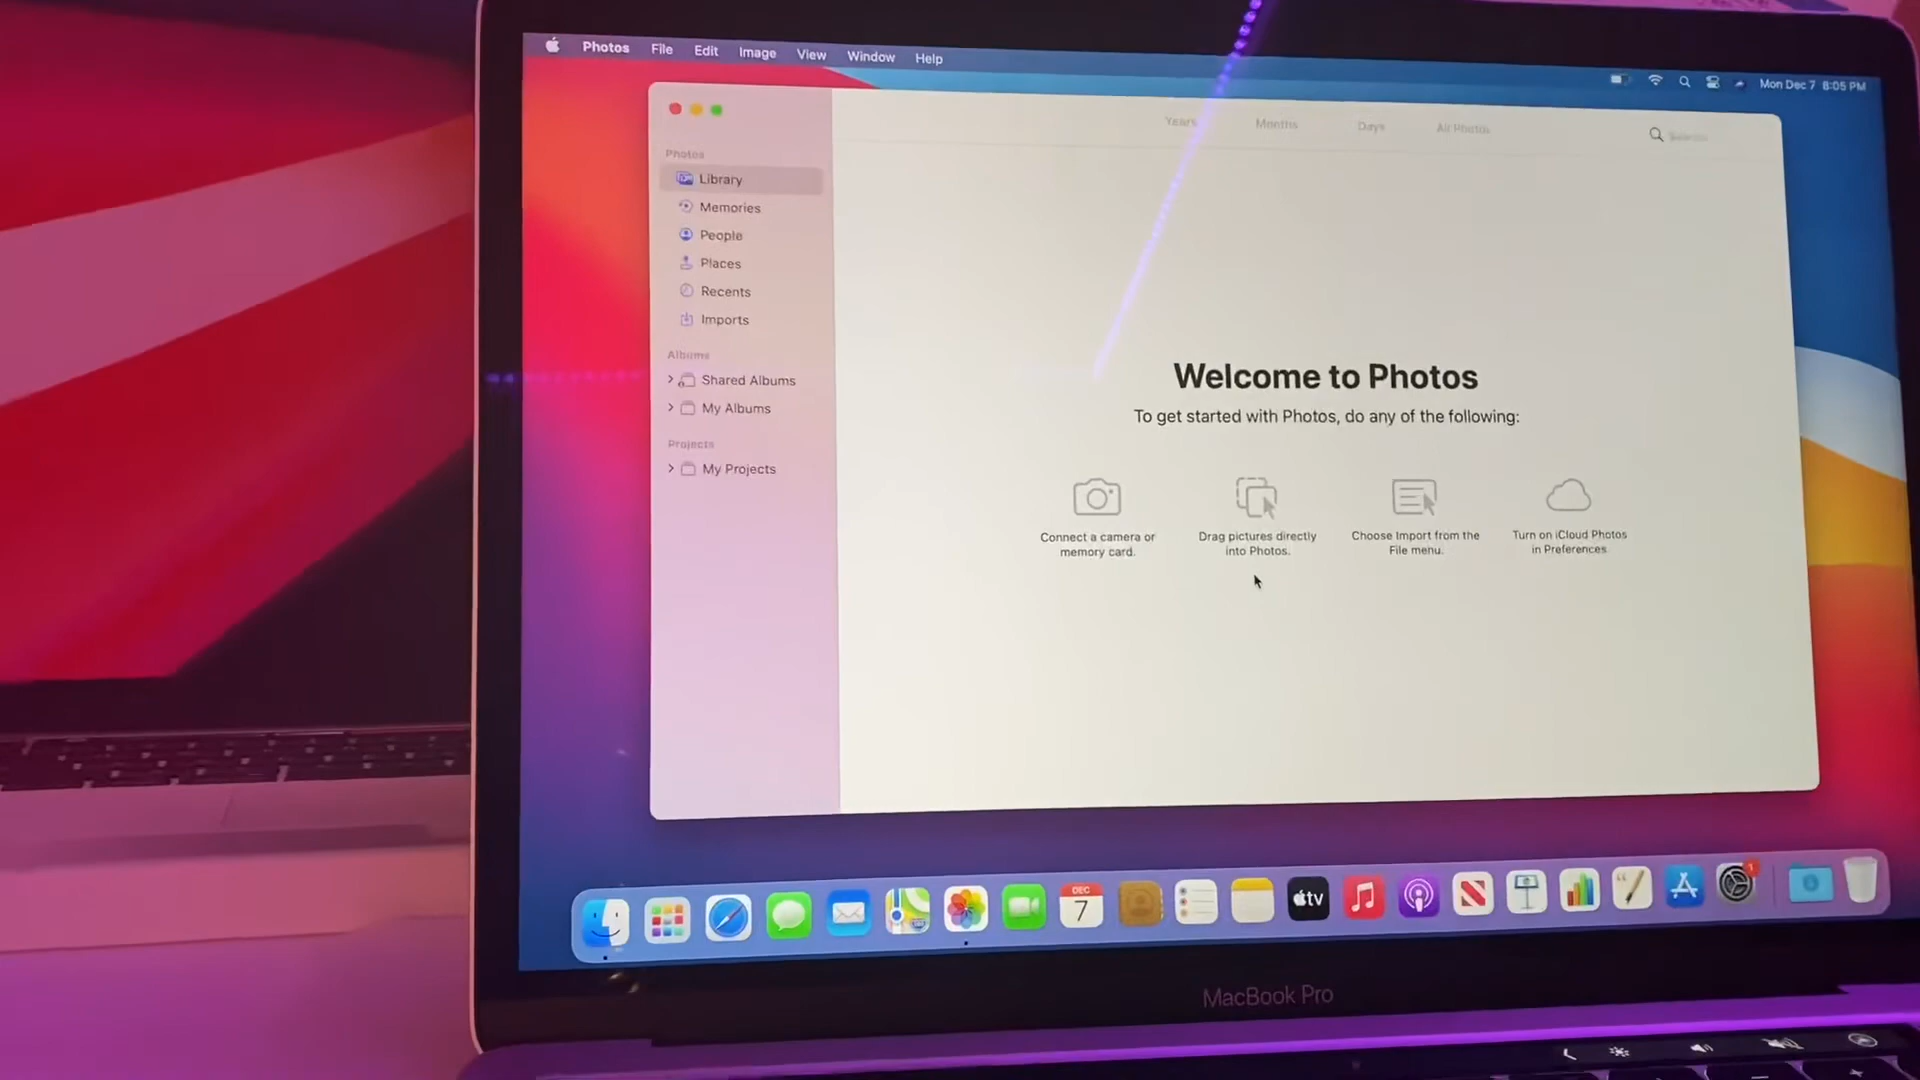 Photos File Edit Image View Window Help
Mon Dec 7 8:05 PM
Years Months Days All Photos
Photos
Library
Memories
People
Places
Recents
Imports
Albums
Shared Albums
My Albums
Projects
My Projects
Welcome to Photos
To get started with Photos, do any of the following:
Connect a camera or
memory card.
Drag pictures directly
into Photos.
Choose Import from the
File menu.
Turn on iCloud Photos
in Preferences.
DEC
7
tv
1
MacBook Pro